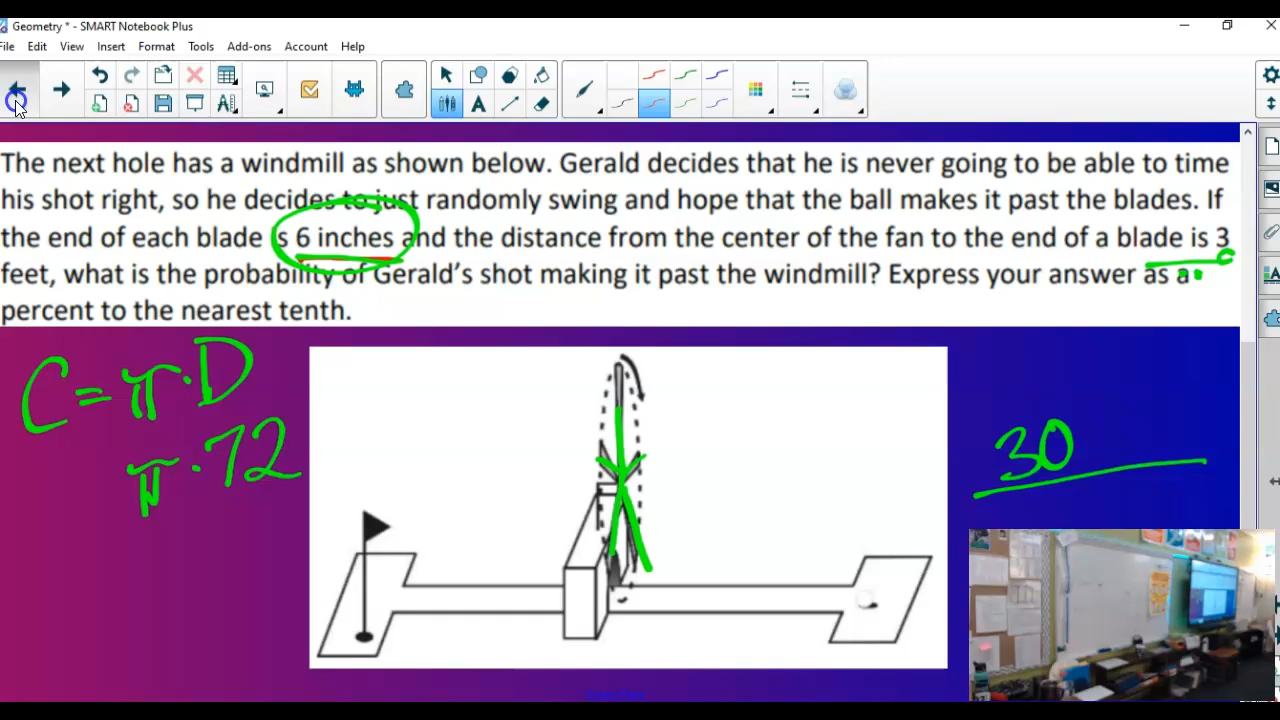 Geometry * - SMART Notebook Plus
File Edit View Insert Format Tools Add-ons Account Help
The next hole has a windmill as shown below. Gerald decides that he is never going to be able to time
his shot right, so he decides to just randomly swing and hope that the ball makes it past the blades. If
the end of each blade is 6 inches and the distance from the center of the fan to the end of a blade is 3
feet, what is the probability of Gerald's shot making it past the windmill? Express your answer as a
percent to the nearest tenth.
C = π · D
π · 72
30